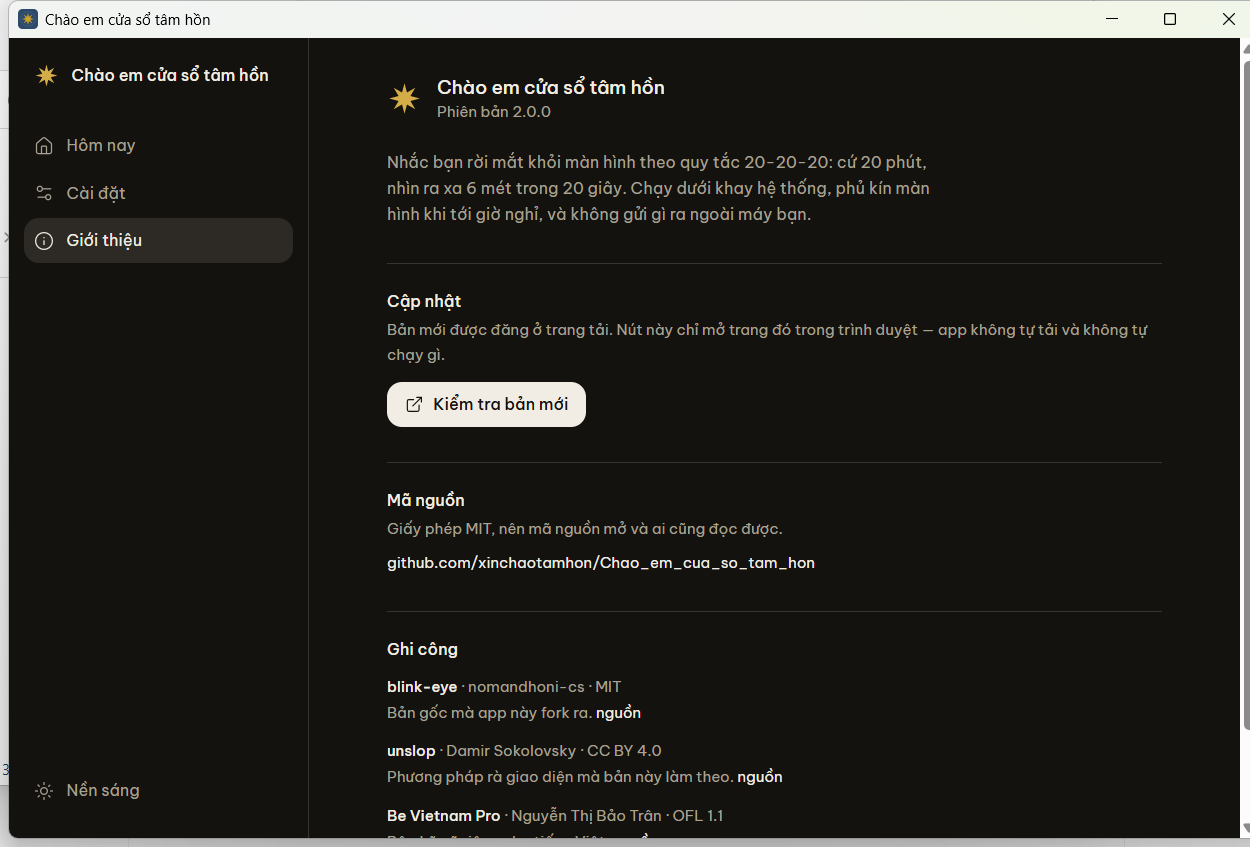 Chào em cửa sổ tâm hồn
Chào em cửa sổ tâm hồn
Hôm nay
Cài đặt
Giới thiệu
Nền sáng
Chào em cửa sổ tâm hồn
Phiên bản 2.0.0
Nhắc bạn rời mắt khỏi màn hình theo quy tắc 20-20-20: cứ 20 phút,
nhìn ra xa 6 mét trong 20 giây. Chạy dưới khay hệ thống, phủ kín màn
hình khi tới giờ nghỉ, và không gửi gì ra ngoài máy bạn.
Cập nhật
Bản mới được đăng ở trang tải. Nút này chỉ mở trang đó trong trình duyệt — app không tự tải và không tự
chạy gì.
Kiểm tra bản mới
Mã nguồn
Giấy phép MIT, nên mã nguồn mở và ai cũng đọc được.
github.com/xinchaotamhon/Chao_em_cua_so_tam_hon
Ghi công
blink-eye · nomandhoni-cs · MIT
Bản gốc mà app này fork ra. nguồn
unslop · Damir Sokolovsky · CC BY 4.0
Phương pháp rà giao diện mà bản này làm theo. nguồn
Be Vietnam Pro · Nguyễn Thị Bảo Trân · OFL 1.1